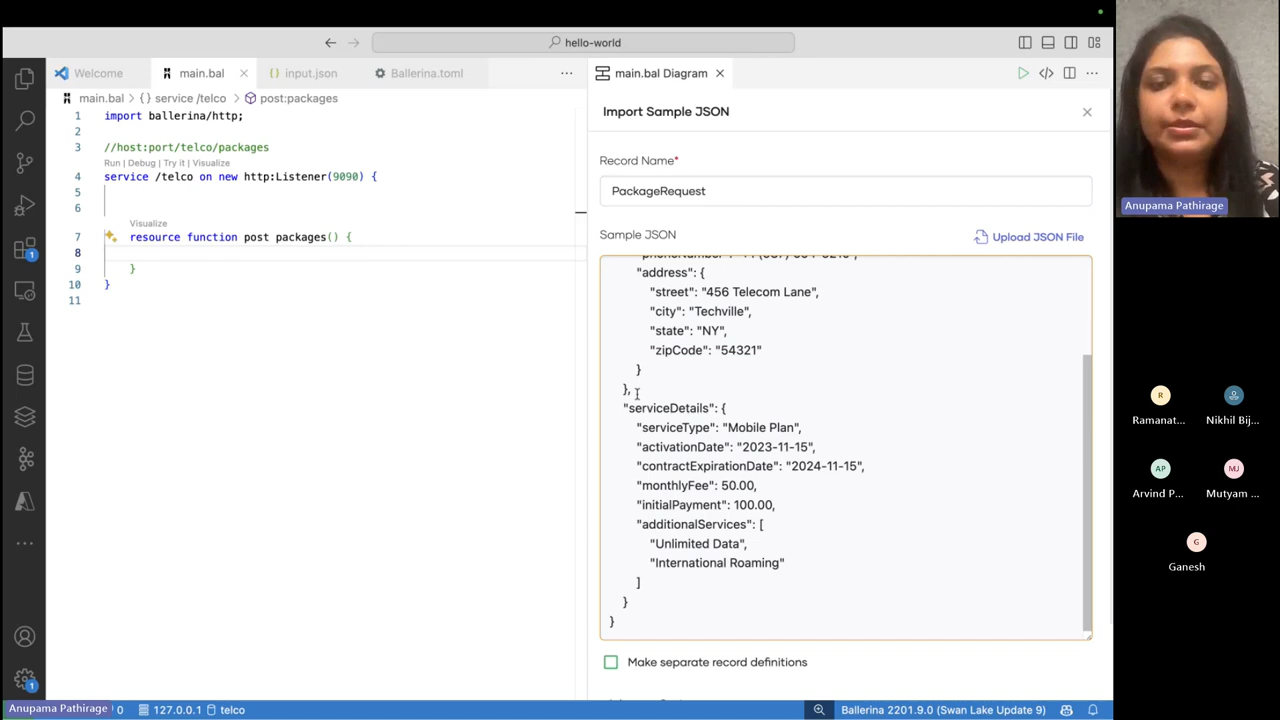 hello-world
Welcome
main.bal
input.json
Ballerina.toml
main.bal Diagram
main.bal
service /telco
post:packages
1 import ballerina/http;
2
3 //host:port/telco/packages
Run | Debug | Try it | Visualize
4 service /telco on new http:Listener(9090) {
5
6
Visualize
7 resource function post packages() {
8
9 }
10 }
11
Import Sample JSON
Record Name*
PackageRequest
Sample JSON
Upload JSON File
"address": {
"street": "456 Telecom Lane",
"city": "Techville",
"state": "NY",
"zipCode": "54321"
}
},
"serviceDetails": {
"serviceType": "Mobile Plan",
"activationDate": "2023-11-15",
"contractExpirationDate": "2024-11-15",
"monthlyFee": 50.00,
"initialPayment": 100.00,
"additionalServices": [
"Unlimited Data",
"International Roaming"
]
}
}
Make separate record definitions
1
1
Anupama Pathirage
0
127.0.0.1
telco
Ballerina 2201.9.0 (Swan Lake Update 9)
Anupama Pathirage
R
Ramanat...
Nikhil Bij...
AP
Arvind P...
MJ
Mutyam ...
G
Ganesh